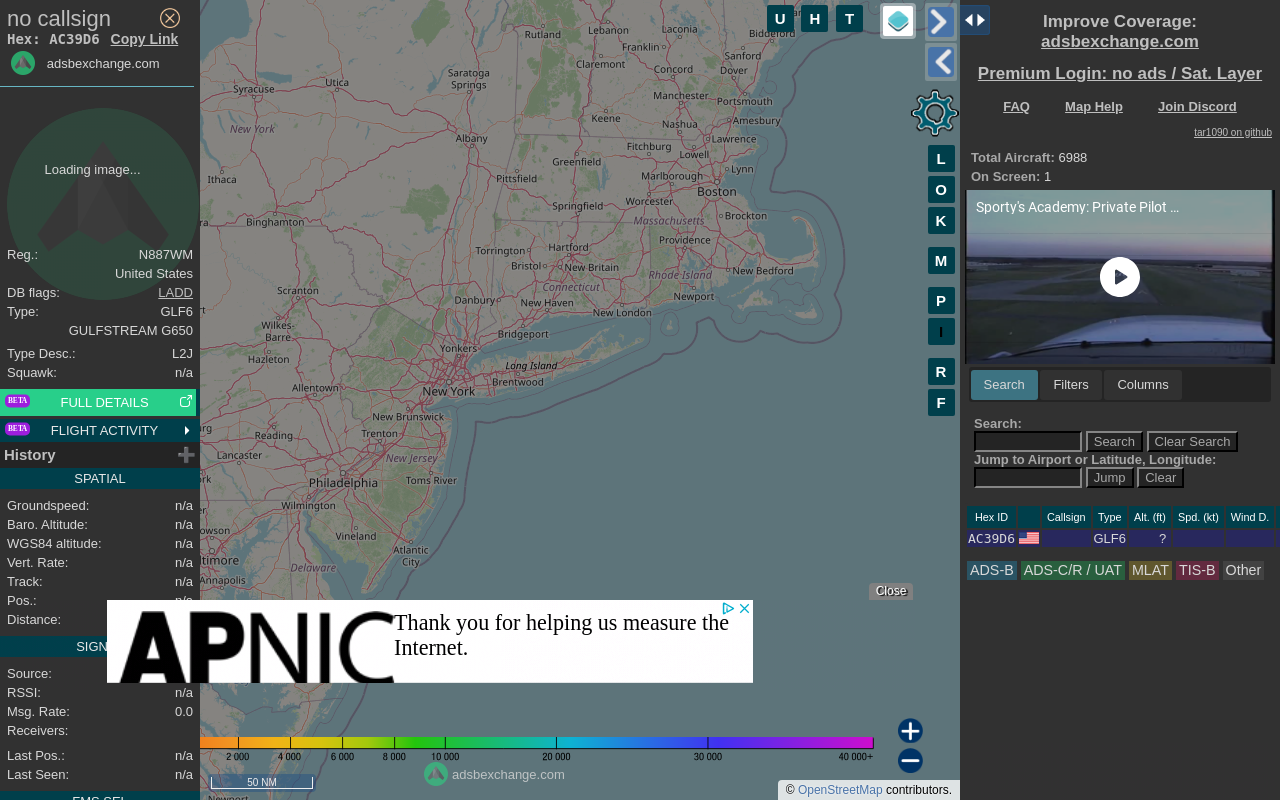 no callsign
Hex: AC39D6 Copy Link
adsbexchange.com
Loading image...
Reg.: N887WM
United States
DB flags: LADD
Type: GLF6
GULFSTREAM G650
Type Desc.: L2J
Squawk: n/a
BETA FULL DETAILS
BETA FLIGHT ACTIVITY
History
SPATIAL
Groundspeed: n/a
Baro. Altitude: n/a
WGS84 altitude: n/a
Vert. Rate: n/a
Track: n/a
Pos.: n/a
Distance:
SIGN
Source:
RSSI: n/a
Msg. Rate: 0.0
Receivers:
Last Pos.: n/a
Last Seen: n/a
FMS SEL
U H T
L
O
K
M
P
I
R
F
Rutland
Lebanon
Laconia
Biddeford
Franklin
Sanford
Claremont
Concord
Dover
Saratoga Springs
Utica
Syracuse
Manchester
Portsmouth
Keene
Nashua
Amesbury
New York
Albany
Fitchburg
Lawrence
Greenfield
Lowell
Lynn
Ithaca
Pittsfield
Marlborough
Boston
Springfield
Worcester
Binghamton
Massachusetts
Brockton
Torrington
Hartford
Providence
Bristol
New Britain
Rhode Island
New Bedford
Scranton
Connecticut
Danbury
New Haven
Newport
New London
Wilkes-Barre
Bridgeport
Yonkers
Hazleton
Long Island
Allentown
Brentwood
New York
New Brunswick
Reading
Trenton
Lancaster
New Jersey
Philadelphia
Toms River
Wilmington
Vineland
Atlantic City
Annapolis
Delaware
Close
APNIC
Thank you for helping us measure the
Internet.
2 000 4 000 6 000 8 000 10 000 20 000 30 000 40 000+
adsbexchange.com
50 NM
© OpenStreetMap contributors.
Improve Coverage:
adsbexchange.com
Premium Login: no ads / Sat. Layer
FAQ Map Help Join Discord
tar1090 on github
Total Aircraft: 6988
On Screen: 1
Sporty's Academy: Private Pilot …
Search Filters Columns
Search:
Search Clear Search
Jump to Airport or Latitude, Longitude:
Jump Clear
Hex ID Callsign Type Alt. (ft) Spd. (kt) Wind D.
AC39D6 GLF6 ?
ADS-B ADS-C/R / UAT MLAT TIS-B Other